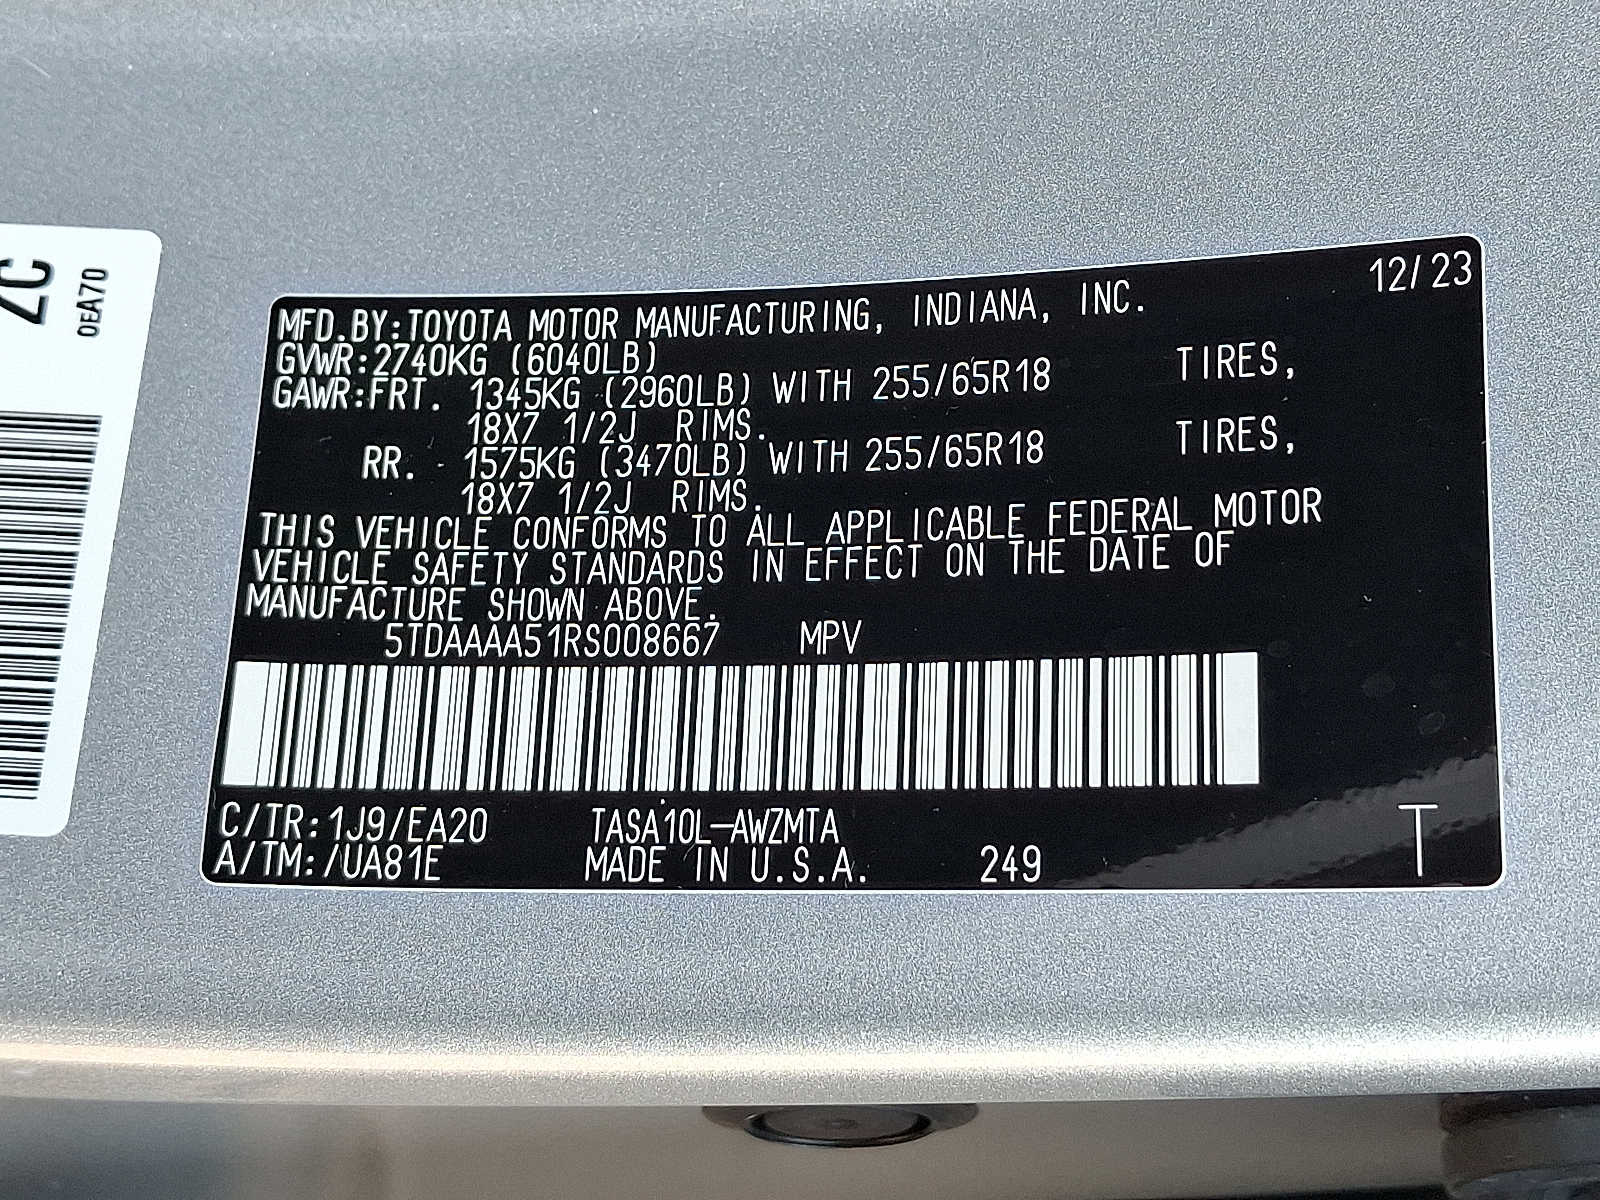 2C
0EA70
12/23
MFD.BY:TOYOTA MOTOR MANUFACTURING, INDIANA, INC.
GVWR:2740KG (6040LB)
GAWR:FRT. 1345KG (2960LB) WITH 255/65R18 TIRES,
18X7 1/2J RIMS.
RR. 1575KG (3470LB) WITH 255/65R18 TIRES,
18X7 1/2J RIMS.
THIS VEHICLE CONFORMS TO ALL APPLICABLE FEDERAL MOTOR
VEHICLE SAFETY STANDARDS IN EFFECT ON THE DATE OF
MANUFACTURE SHOWN ABOVE.
5TDAAAA51RS008667 MPV
C/TR:1J9/EA20 TASA10L-AWZMTA
A/TM:/UA81E MADE IN U.S.A. 249 T